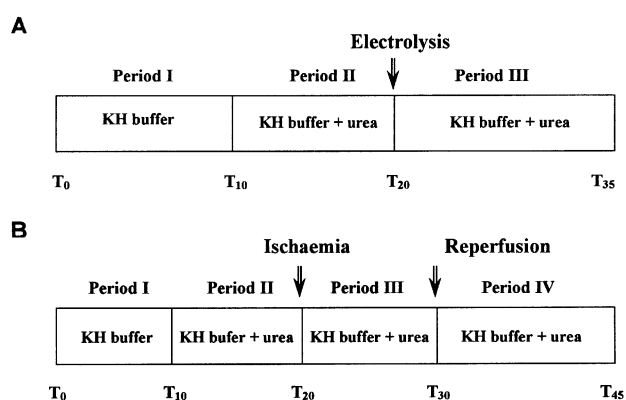 A
Electrolysis
Period I Period II Period III
KH buffer KH buffer + urea KH buffer + urea
T0 T10 T20 T35
B
Ischaemia Reperfusion
Period I Period II Period III Period IV
KH buffer KH bufer + urea KH buffer + urea KH buffer + urea
T0 T10 T20 T30 T45